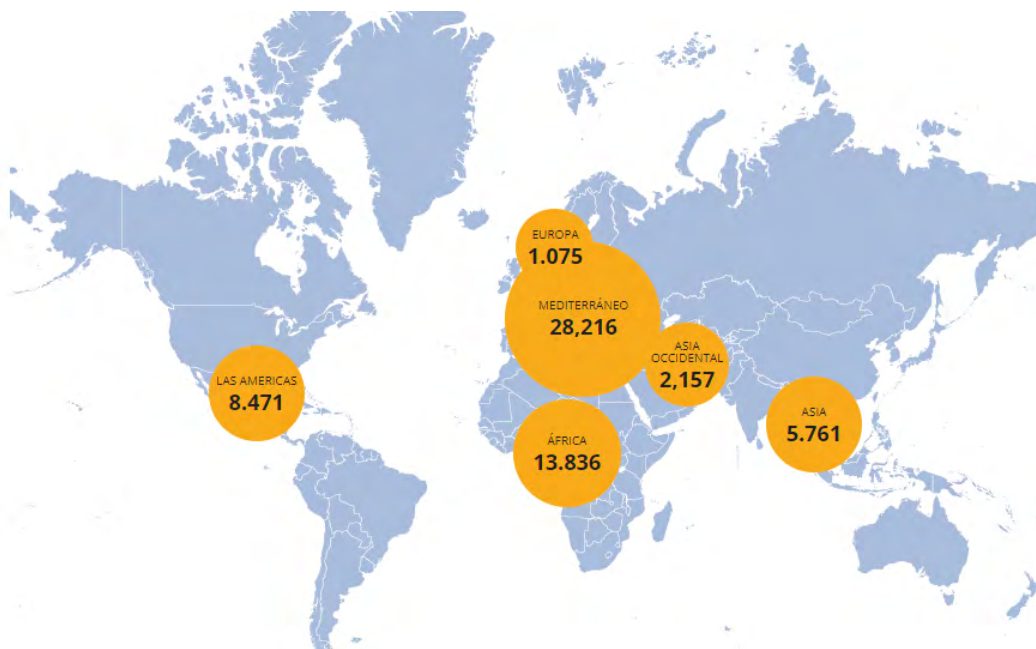 EUROPA
1.075
MEDITERRÁNEO
28,216
ASIA
OCCIDENTAL
2,157
LAS AMERICAS
8.471
ASIA
5.761
ÁFRICA
13.836